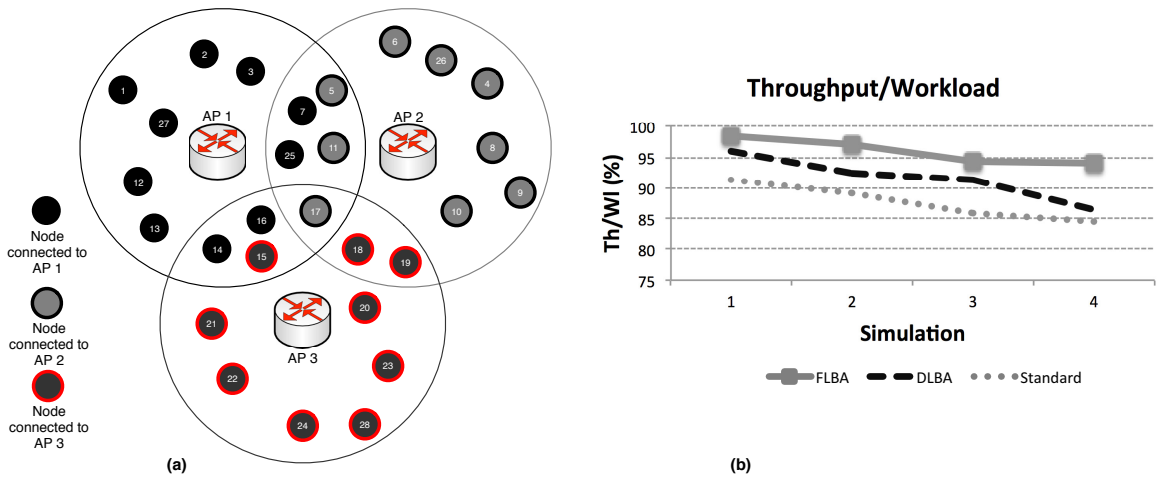 6
2
26
3
4
1
5
7
AP 1
AP 2
27
11
8
25
12
9
16
17
10
13
14
15
18
19
Node
connected to
AP 1
20
21
AP 3
Node
connected to
AP 2
23
22
24
28
Node
connected to
AP 3
(a)
Throughput/Workload
Th/Wl (%)
100
95
90
85
80
75
1 2 3 4
Simulation
FLBA DLBA Standard
(b)